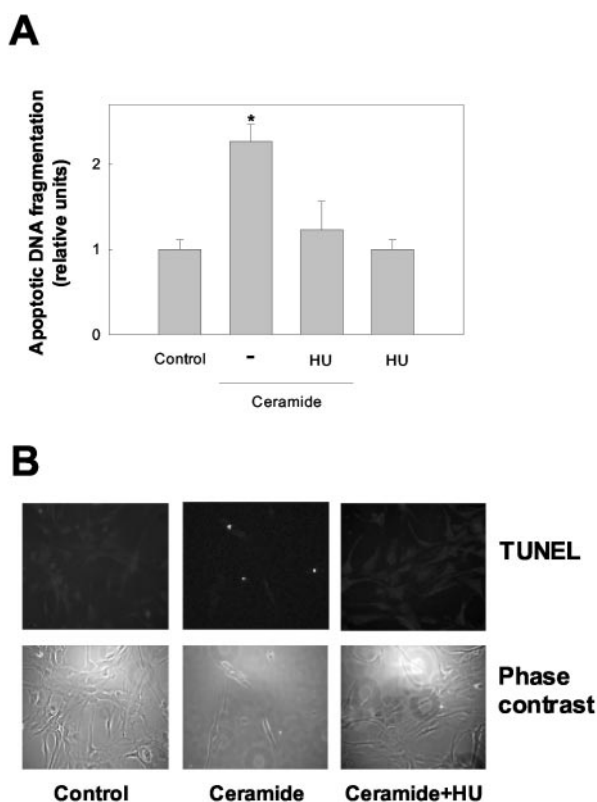 A
Apoptotic DNA fragmentation
(relative units)
2
1
0
*
Control
-
HU
HU
Ceramide
B
TUNEL
Phase
contrast
Control
Ceramide
Ceramide+HU